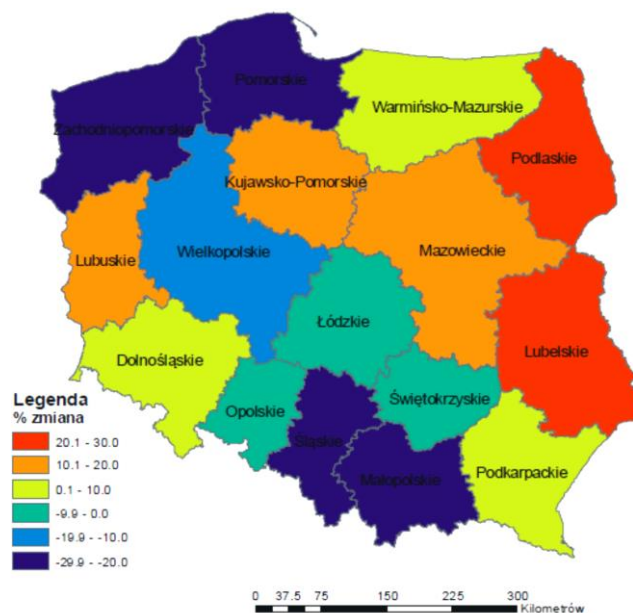 Pomorskie
Warmińsko-Mazurskie
Zachodniopomorskie
Podlaskie
Kujawsko-Pomorskie
Lubuskie
Wielkopolskie
Mazowieckie
Łódzkie
Dolnośląskie
Lubelskie
Opolskie
Świętokrzyskie
Śląskie
Małopolskie
Podkarpackie
Legenda
% zmiana
20.1 - 30.0
10.1 - 20.0
0.1 - 10.0
-9.9 - 0.0
-19.9 - -10.0
-29.9 - -20.0
0 37.5 75 150 225 300
Kilometrów